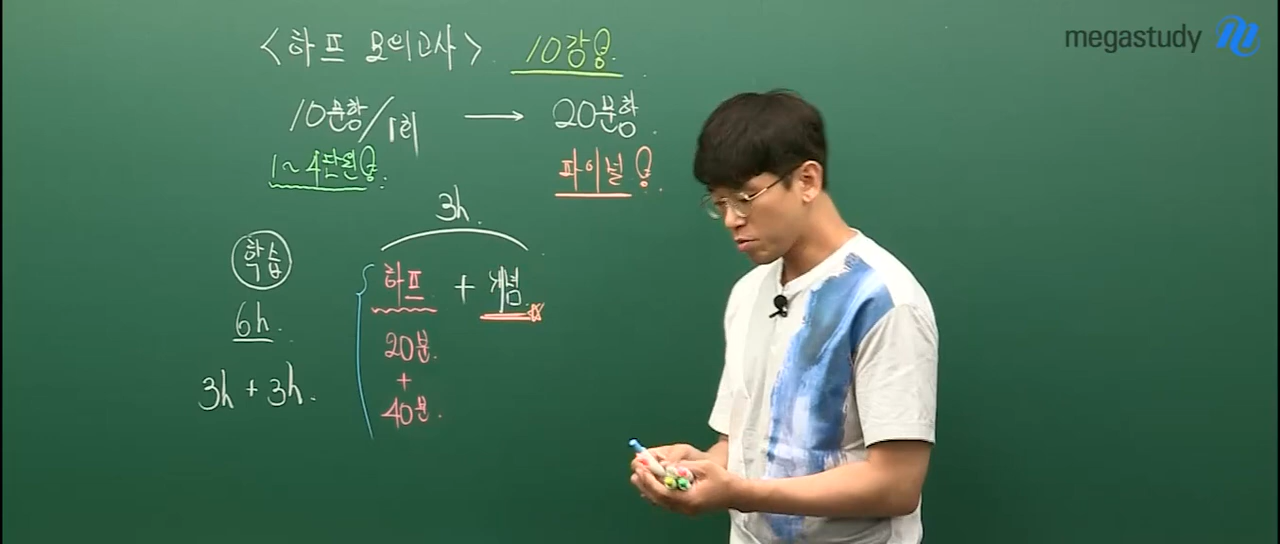 megastudy
<하프 모의고사> 10강용
10문항/1회 → 20문항
1~4단원용 파이널용
3h.
학습 하프 + 개념
6h. 20분.
+
3h + 3h. 40분.